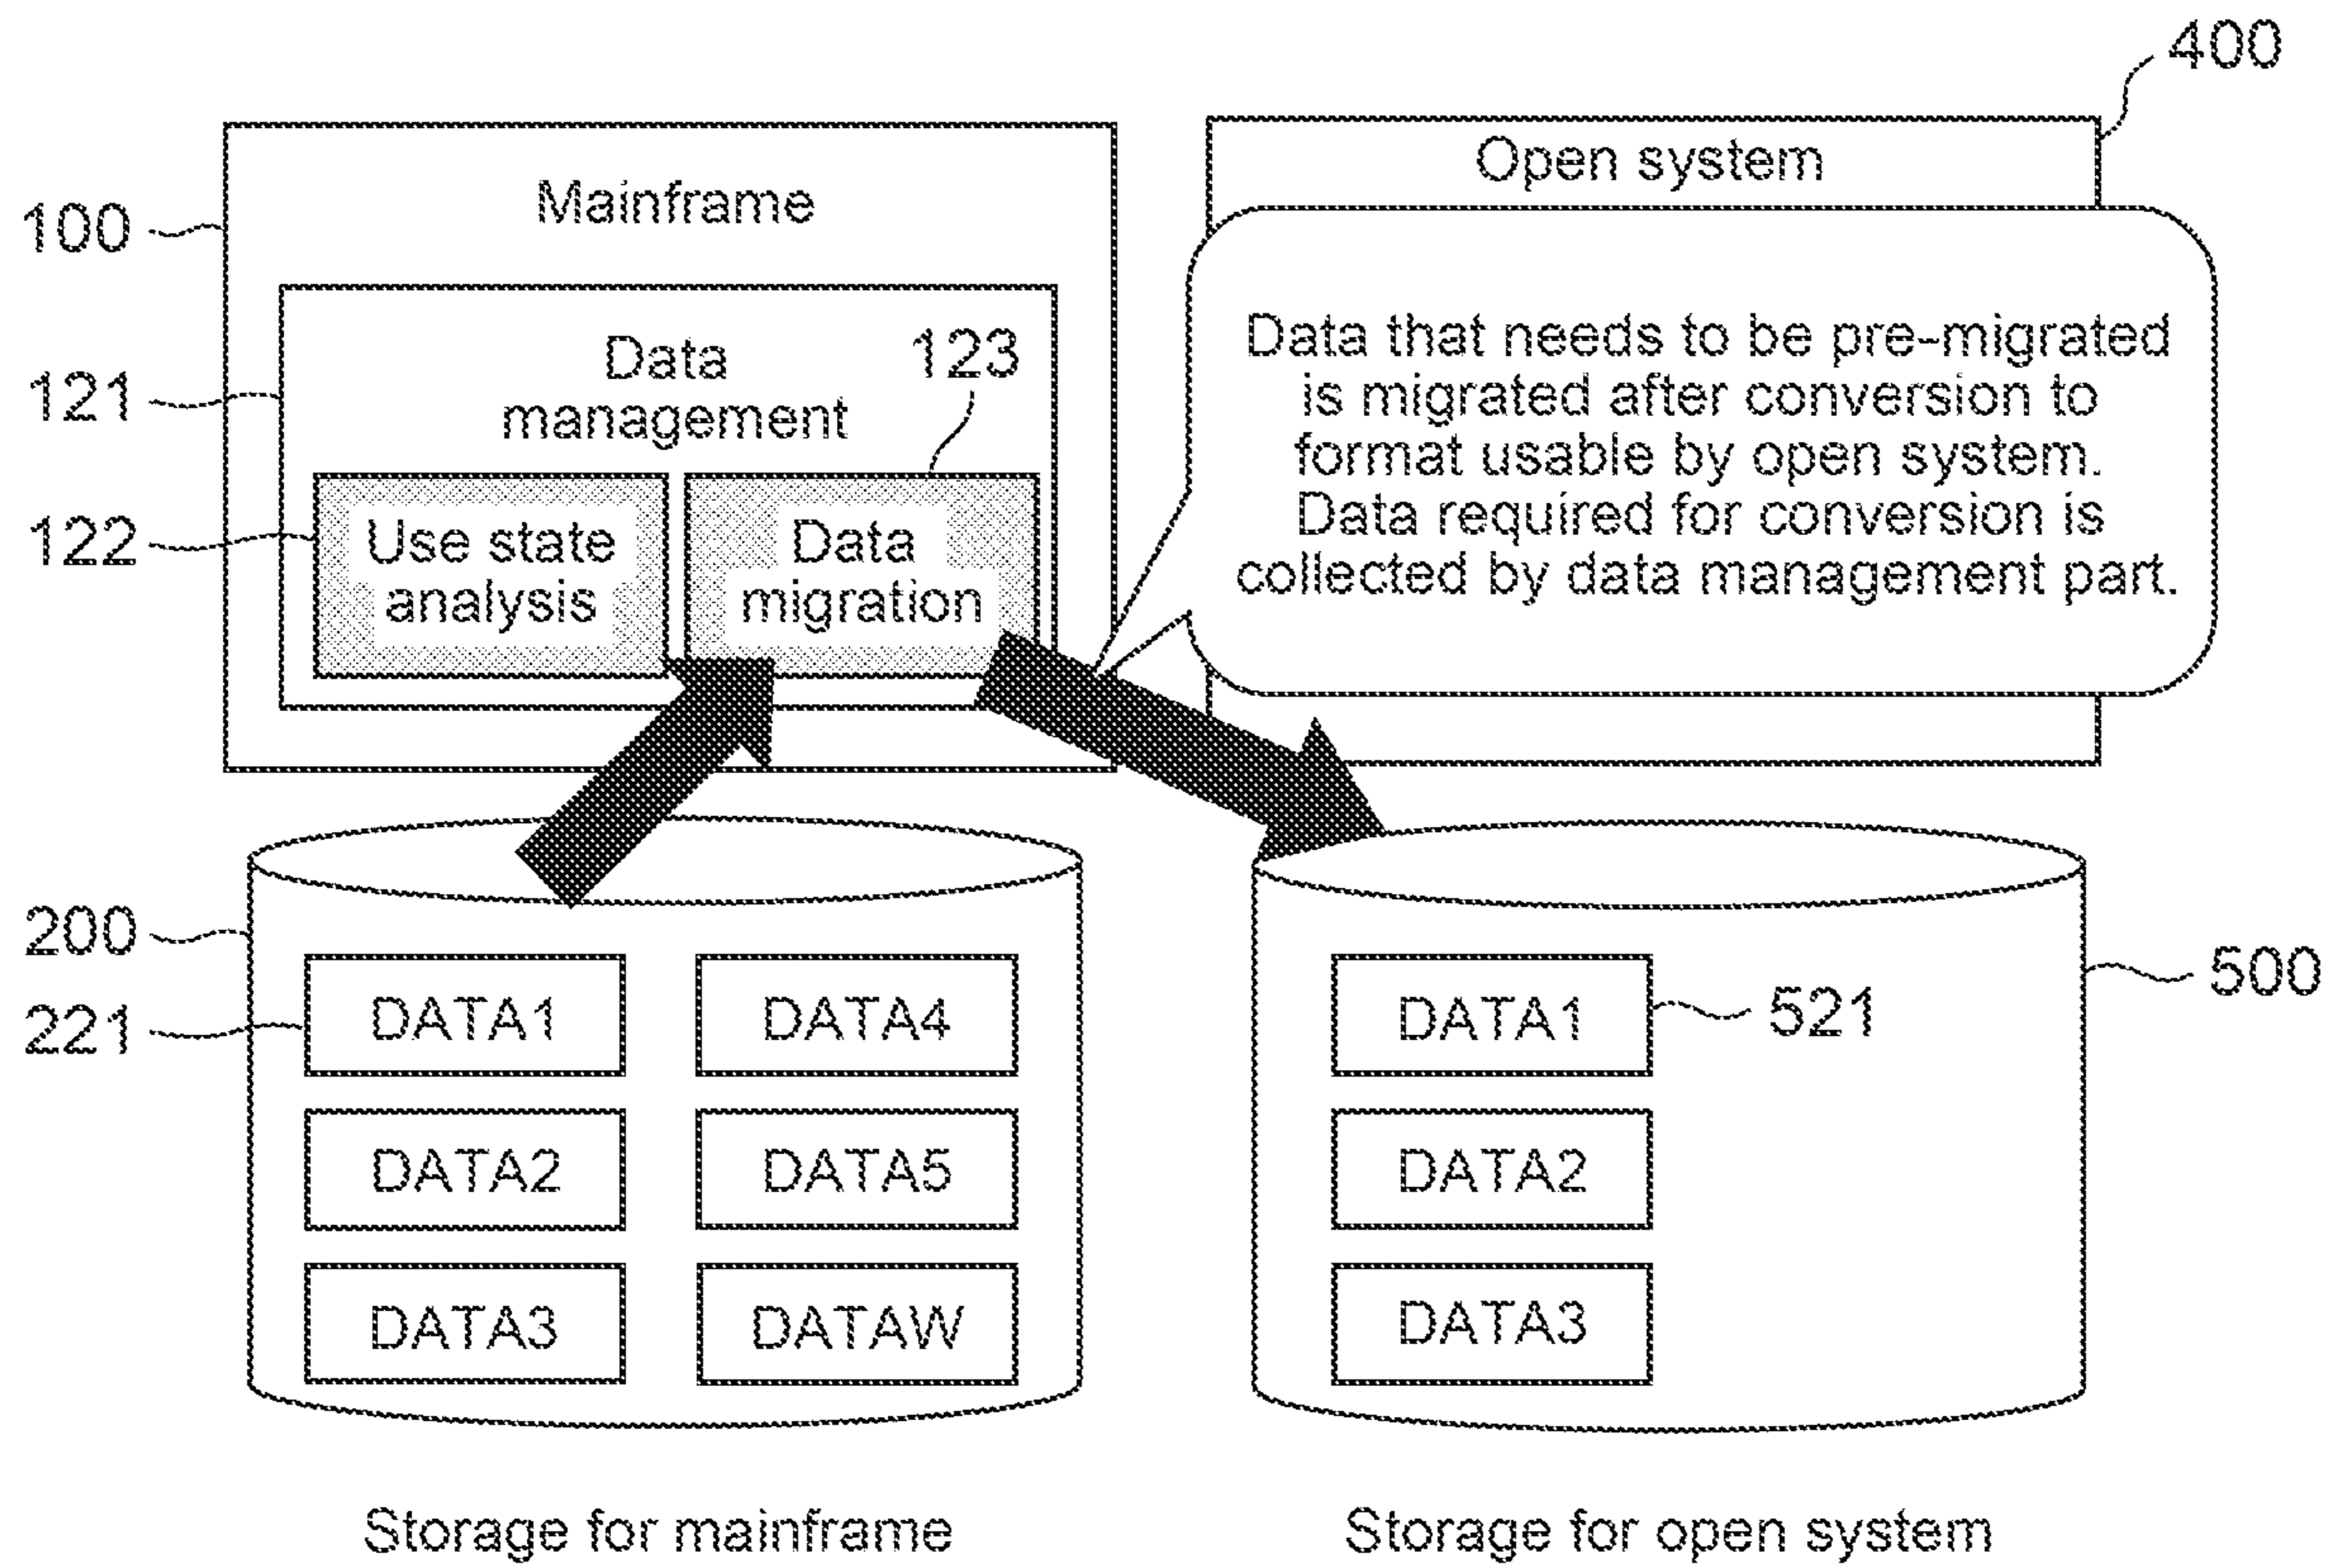 400
Open system
Mainframe
100
Data that needs to be pre-migrated
is migrated after conversion to
format usable by open system.
Data required for conversion is
collected by data management part.
Data
management
123
121
122
Use state
analysis
Data
migration
200
221
DATA1
DATA4
DATA2
DATA5
DATA3
DATAW
500
DATA1
521
DATA2
DATA3
Storage for mainframe
Storage for open system